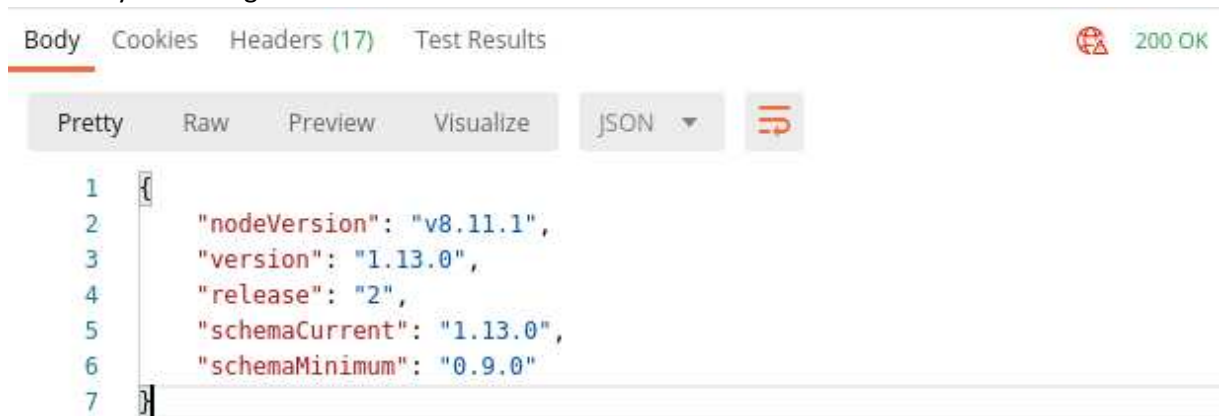 Body Cookies Headers (17) Test Results 200 OK
Pretty Raw Preview Visualize JSON
1 {
2 "nodeVersion": "v8.11.1",
3 "version": "1.13.0",
4 "release": "2",
5 "schemaCurrent": "1.13.0",
6 "schemaMinimum": "0.9.0"
7 }